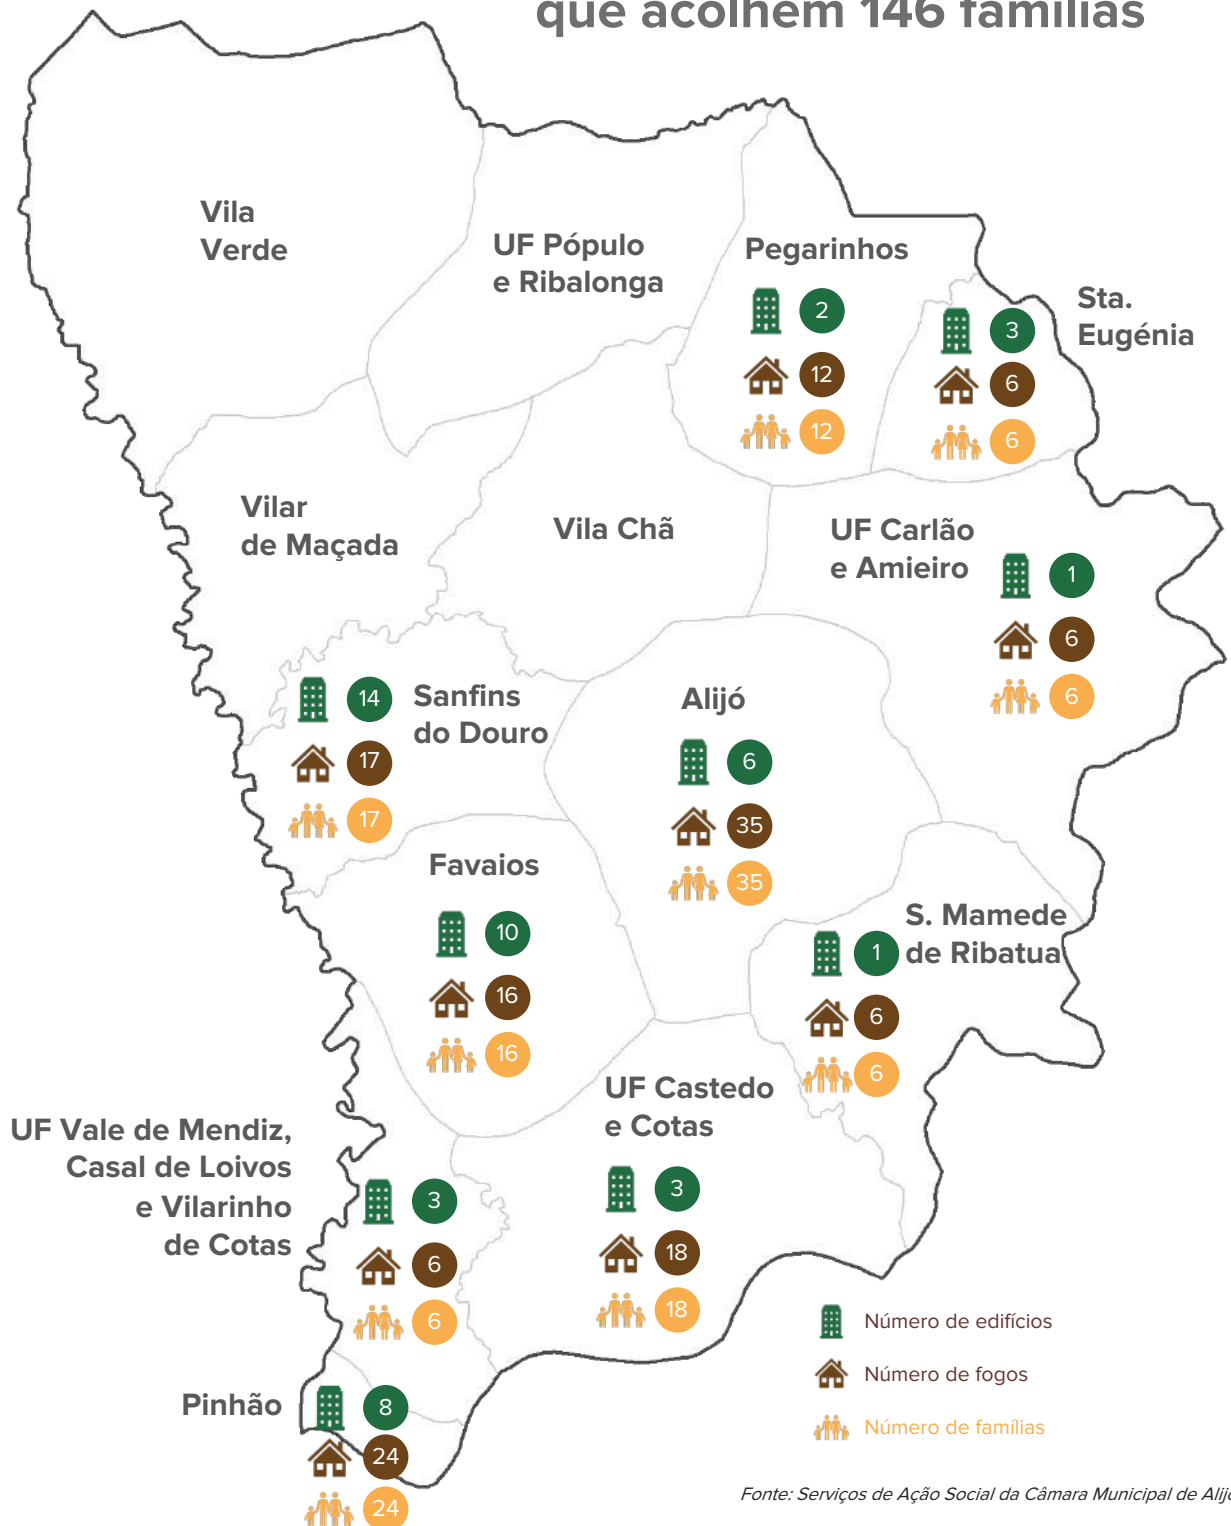 que acolhem 146 famílias
Vila
Verde
UF Pópulo
e Ribalonga
Pegarinhos
2
12
12
Sta.
Eugénia
3
6
6
Vilar
de Maçada
Vila Chã
UF Carlão
e Amieiro
1
6
6
14
17
17
Sanfins
do Douro
Alijó
6
35
35
Favaios
10
16
16
S. Mamede
de Ribatua
1
6
6
UF Castedo
e Cotas
3
18
18
UF Vale de Mendiz,
Casal de Loivos
e Vilarinho
de Cotas
3
6
6
Pinhão
8
24
24
Número de edifícios
Número de fogos
Número de famílias
Fonte: Serviços de Ação Social da Câmara Municipal de Alijó